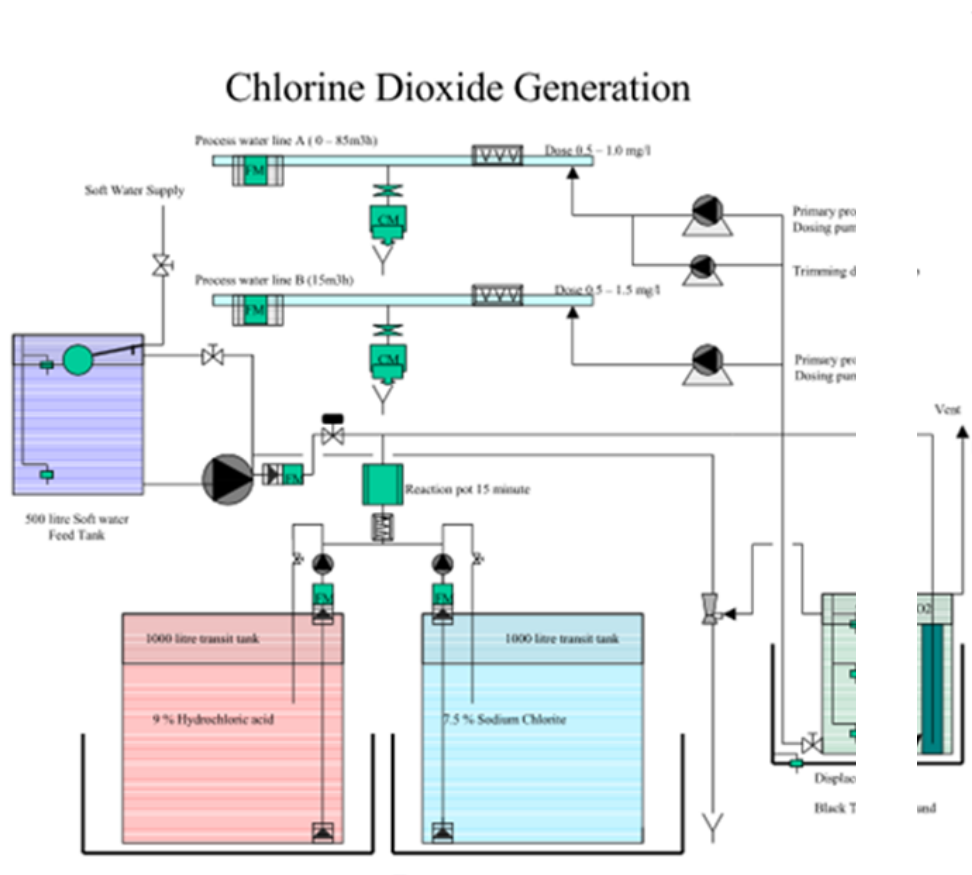 Chlorine Dioxide Generation
Process water line A ( 0 – 85m3h)
Dose 0.5 – 1.0 mg/l
FM
Soft Water Supply
CM
Primary pro
Dosing pum
Trimming d
Process water line B (15m3h)
Dose 0.5 – 1.5 mg/l
FM
CM
Primary pro
Dosing pum
Vent
FM
Reaction pot 15 minute
500 litre Soft water
Feed Tank
FM
FM
O2
1000 litre transit tank
1000 litre transit tank
9 % Hydrochloric acid
7.5 % Sodium Chlorite
Displac
Black T
und